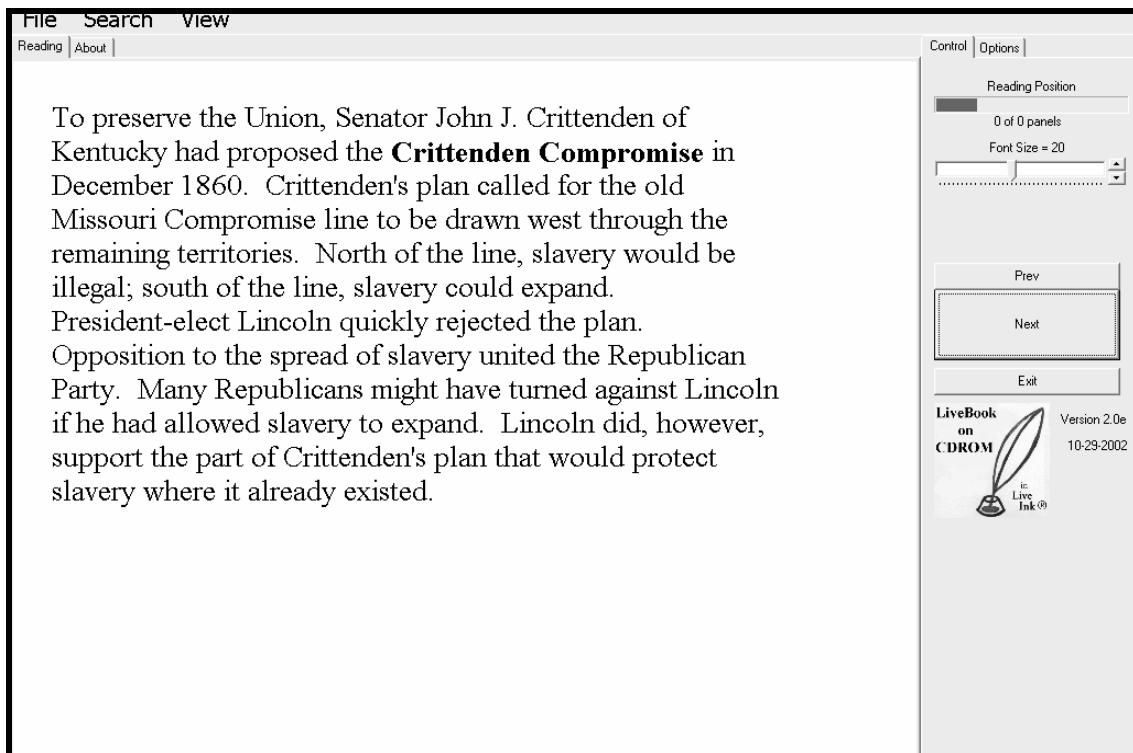 File Search View
Reading About
Control Options
To preserve the Union, Senator John J. Crittenden of
Kentucky had proposed the Crittenden Compromise in
December 1860.  Crittenden's plan called for the old
Missouri Compromise line to be drawn west through the
remaining territories.  North of the line, slavery would be
illegal; south of the line, slavery could expand.
President-elect Lincoln quickly rejected the plan.
Opposition to the spread of slavery united the Republican
Party.  Many Republicans might have turned against Lincoln
if he had allowed slavery to expand.  Lincoln did, however,
support the part of Crittenden's plan that would protect
slavery where it already existed.
Reading Position
0 of 0 panels
Font Size = 20
Prev
Next
Exit
LiveBook
on
CDROM
in
Live
Ink ®
Version 2.0e
10-29-2002